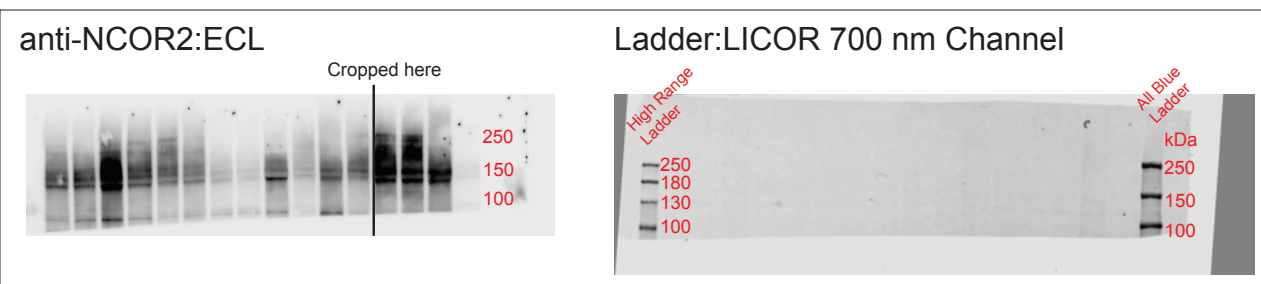 anti-NCOR2:ECL
Cropped here
250
150
100
Ladder:LICOR 700 nm Channel
High Range
Ladder
250
180
130
100
All Blue
Ladder
kDa
250
150
100